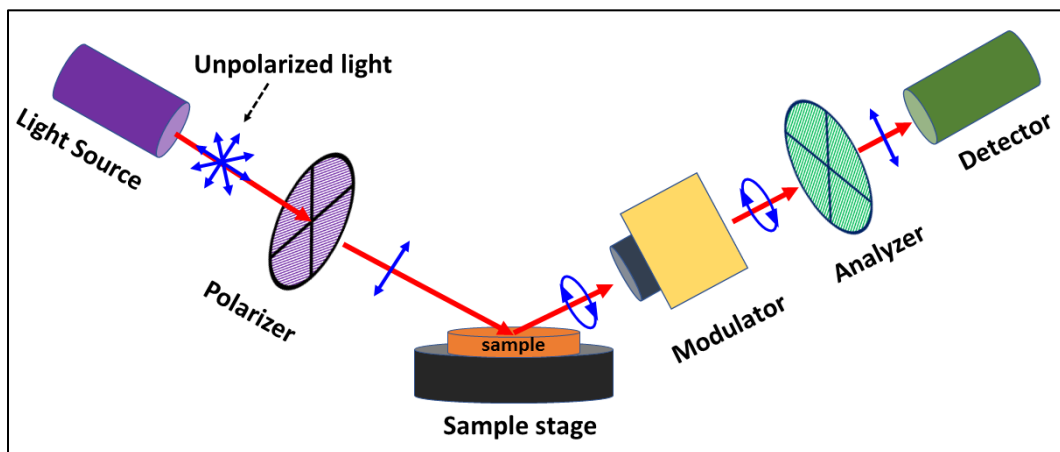 Unpolarized light
Light Source
Polarizer
sample
Sample stage
Modulator
Analyzer
Detector